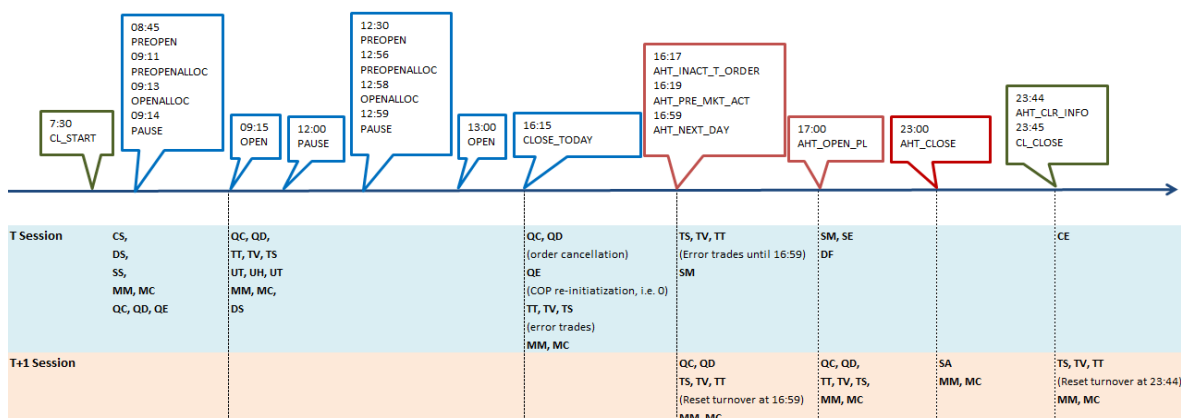 08:45
PREOPEN
09:11
PREOPENALLOC
09:13
OPENALLOC
09:14
PAUSE
12:30
PREOPEN
12:56
PREOPENALLOC
12:58
OPENALLOC
12:59
PAUSE
16:17
AHT_INACT_T_ORDER
16:19
AHT_PRE_MKT_ACT
16:59
AHT_NEXT_DAY
23:44
AHT_CLR_INFO
23:45
CL_CLOSE
7:30
CL_START
09:15
OPEN
12:00
PAUSE
13:00
OPEN
16:15
CLOSE_TODAY
17:00
AHT_OPEN_PL
23:00
AHT_CLOSE
T Session
CS,
DS,
SS,
MM, MC
QC, QD, QE
QC, QD,
TT, TV, TS
UT, UH, UT
MM, MC,
DS
QC, QD
(order cancellation)
QE
(COP re-initiatization, i.e. 0)
TT, TV, TS
(error trades)
MM, MC
TS, TV, TT
(Error trades until 16:59)
SM
SM, SE
DF
CE
T+1 Session
QC, QD
TS, TV, TT
(Reset turnover at 16:59)
MM, MC
QC, QD,
TT, TV, TS,
MM, MC
SA
MM, MC
TS, TV, TT
(Reset turnover at 23:44)
MM, MC